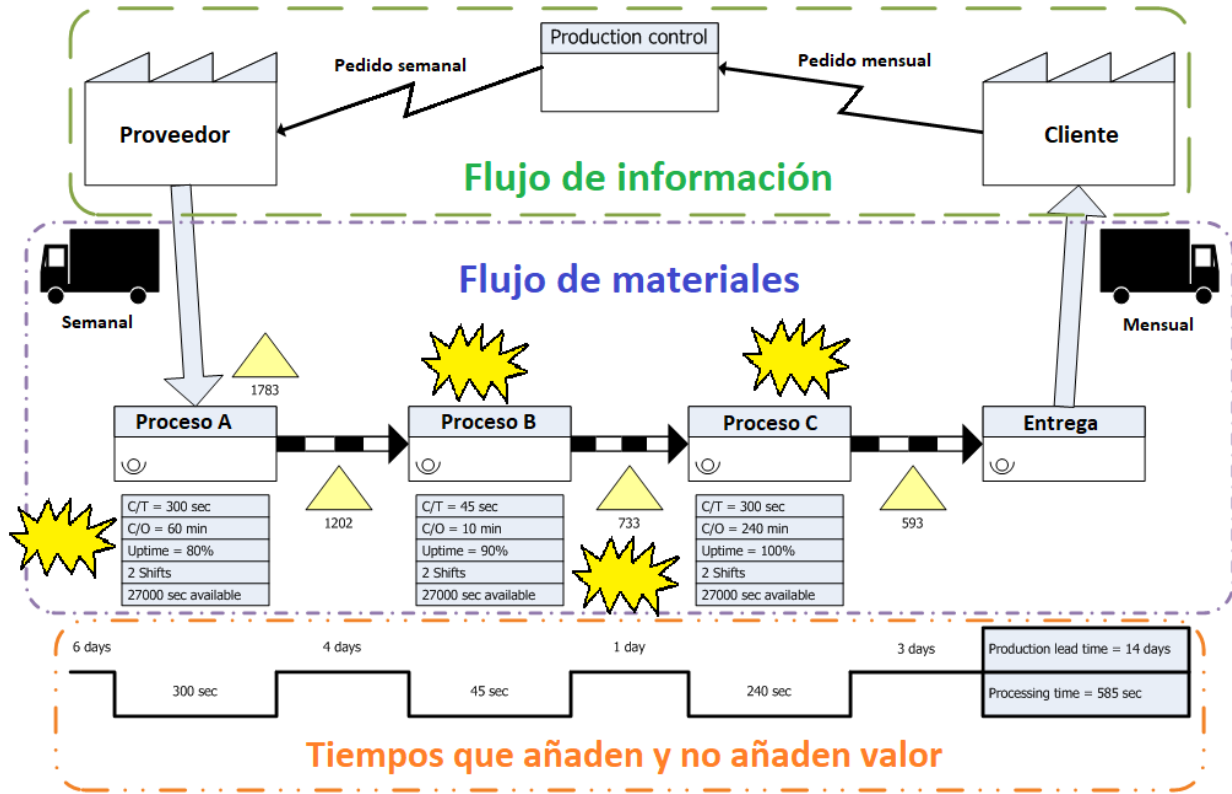 Production control
Pedido semanal
Pedido mensual
Proveedor
Cliente
Flujo de información
Flujo de materiales
Semanal
Mensual
1783
Proceso A
Proceso B
Proceso C
Entrega
1202
733
593
C/T = 300 sec
C/O = 60 min
Uptime = 80%
2 Shifts
27000 sec available
C/T = 45 sec
C/O = 10 min
Uptime = 90%
2 Shifts
27000 sec available
C/T = 300 sec
C/O = 240 min
Uptime = 100%
2 Shifts
27000 sec available
6 days
4 days
1 day
3 days
Production lead time = 14 days
300 sec
45 sec
240 sec
Processing time = 585 sec
Tiempos que añaden y no añaden valor